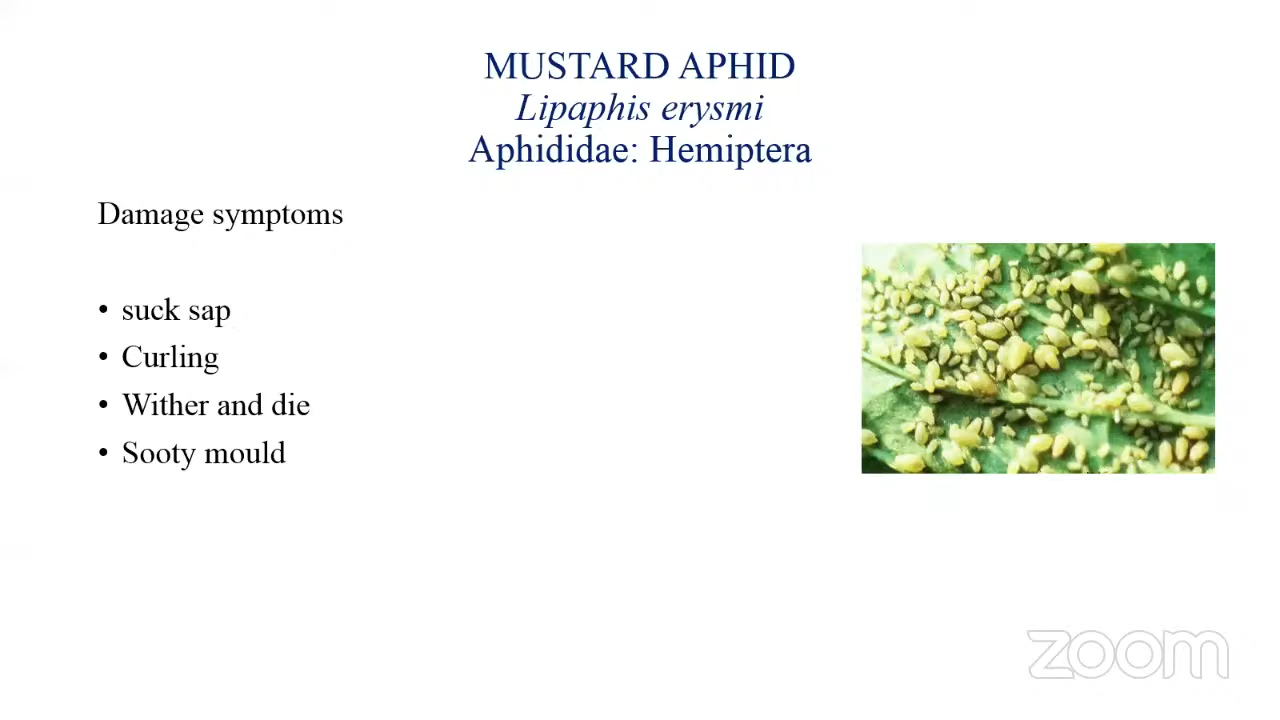 MUSTARD APHID
Lipaphis erysmi
Aphididae: Hemiptera
Damage symptoms
• suck sap
• Curling
• Wither and die
• Sooty mould
zoom